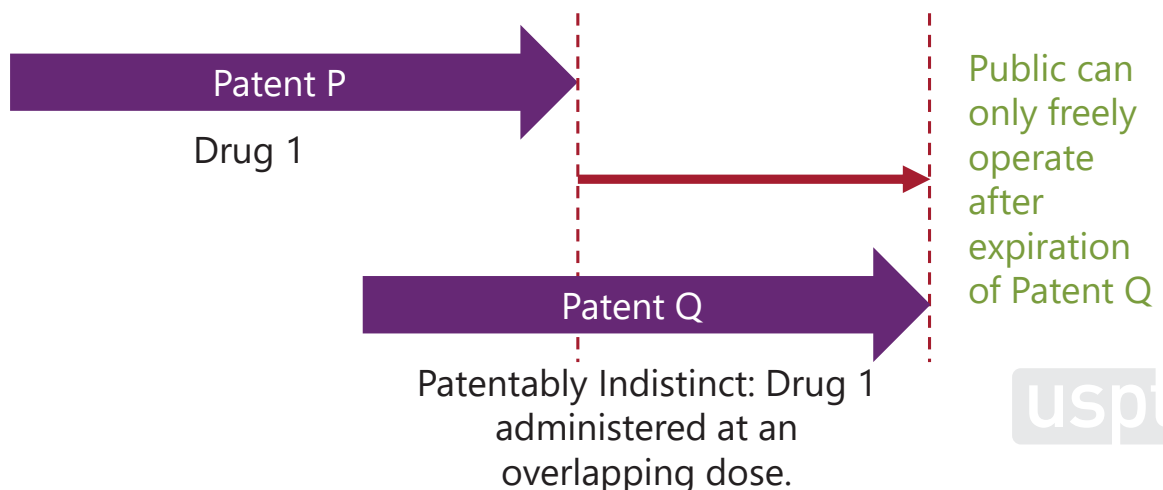 Patent P
Drug 1
Public can
only freely
operate
after
expiration
of Patent Q
Patent Q
Patentably Indistinct: Drug 1
administered at an
overlapping dose.